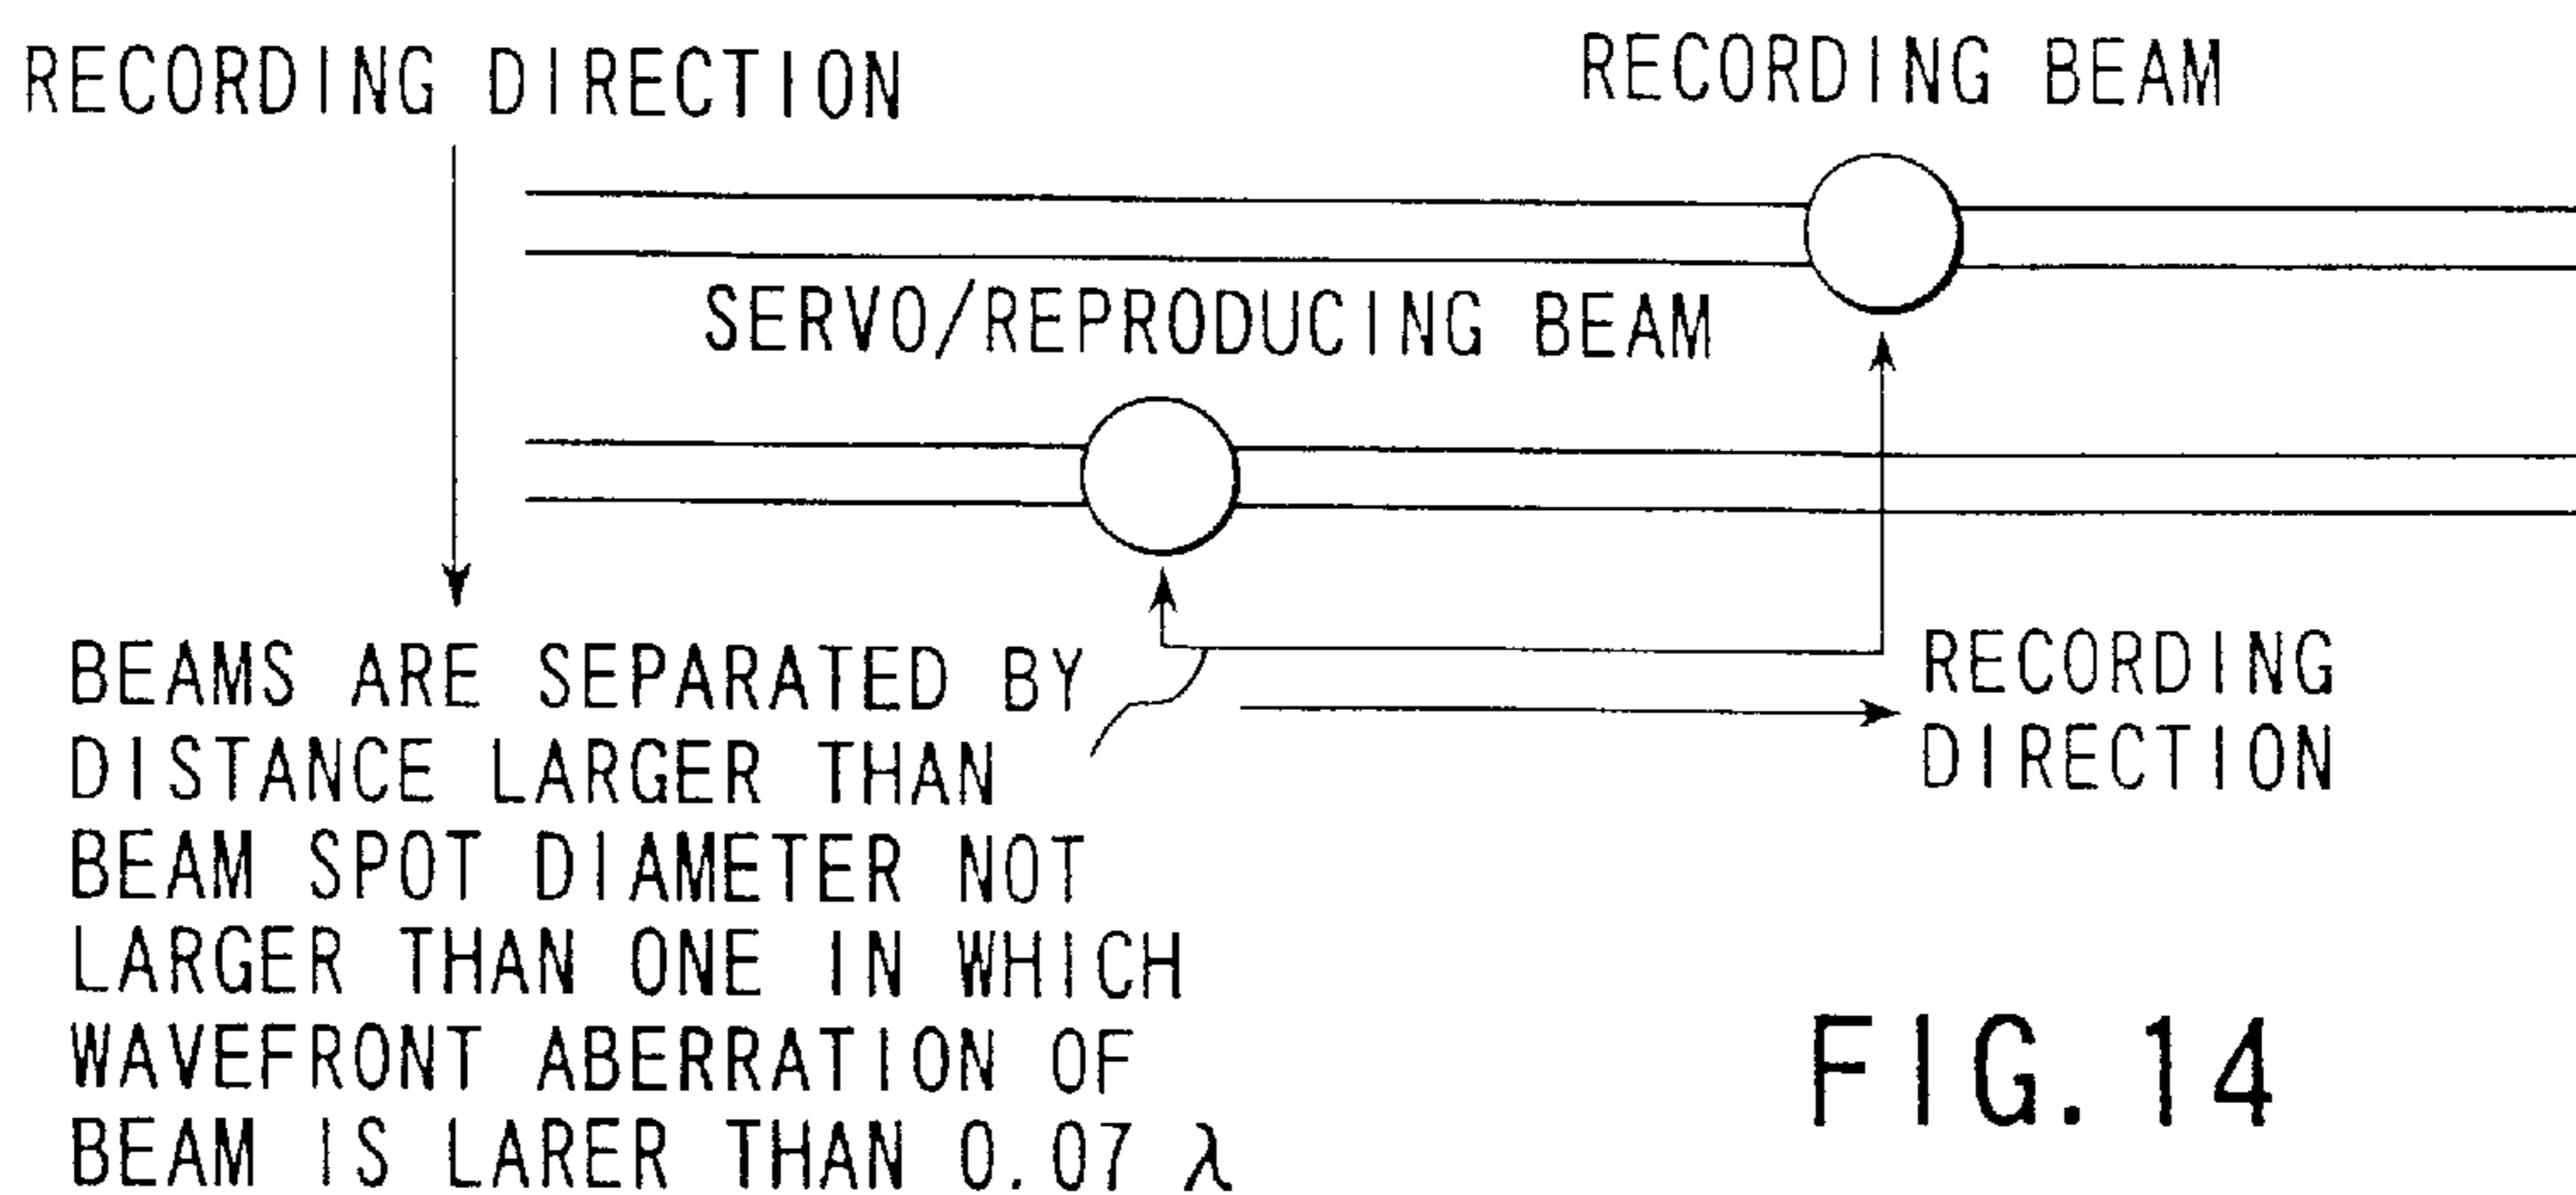 RECORDING DIRECTION
RECORDING BEAM
SERVO/REPRODUCING BEAM
BEAMS ARE SEPARATED BY
DISTANCE LARGER THAN
BEAM SPOT DIAMETER NOT
LARGER THAN ONE IN WHICH
WAVEFRONT ABERRATION OF
BEAM IS LARER THAN 0.07 λ
RECORDING
DIRECTION
FIG. 14